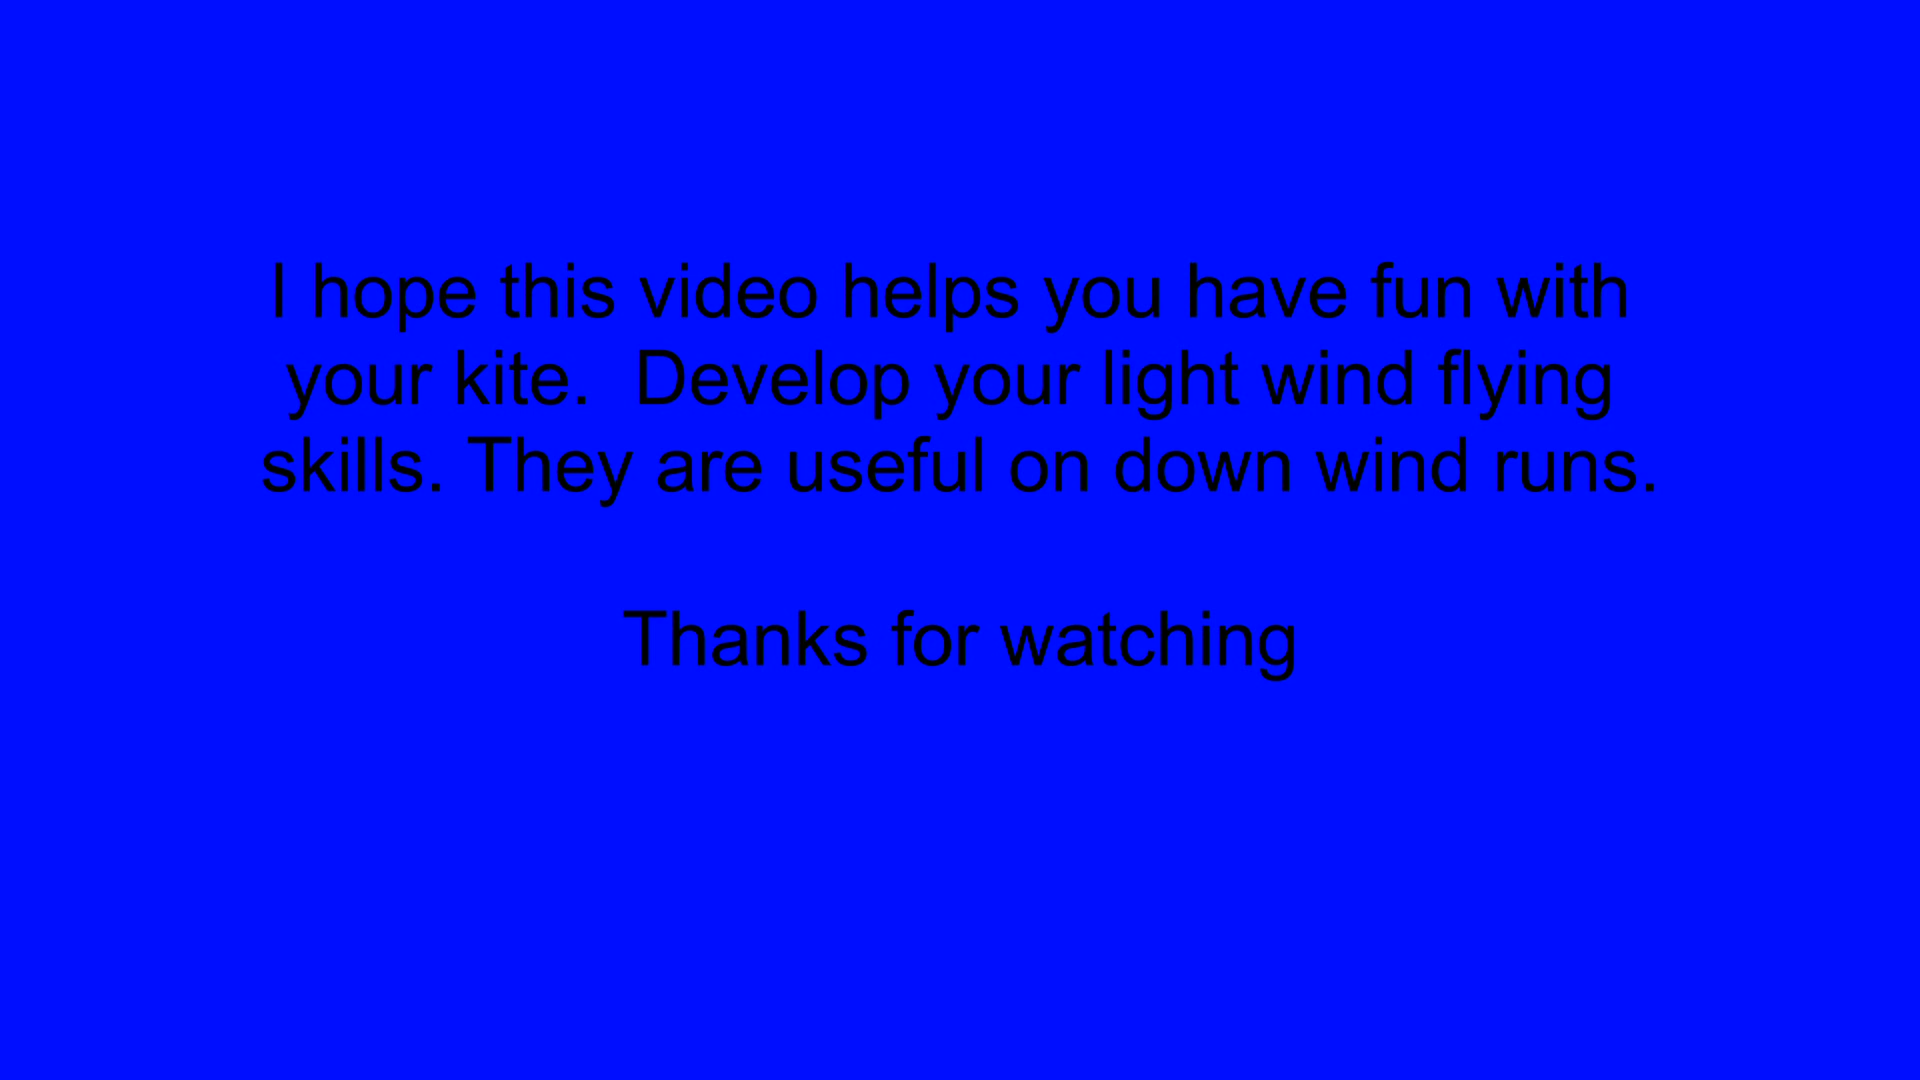 I hope this video helps you have fun with
your kite.  Develop your light wind flying
skills. They are useful on down wind runs.
Thanks for watching